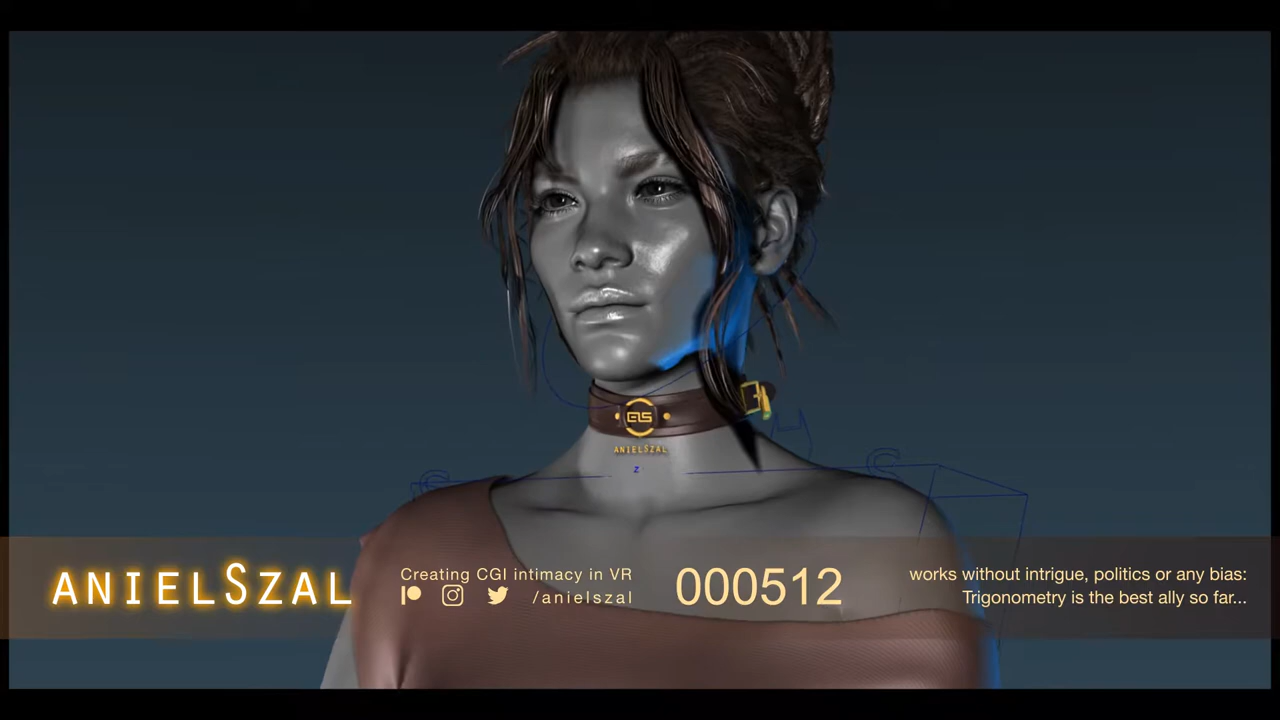 ANIELSZAL
z
ANIELSZAL
Creating CGI intimacy in VR
/anielszal
000512
works without intrigue, politics or any bias:
Trigonometry is the best ally so far...